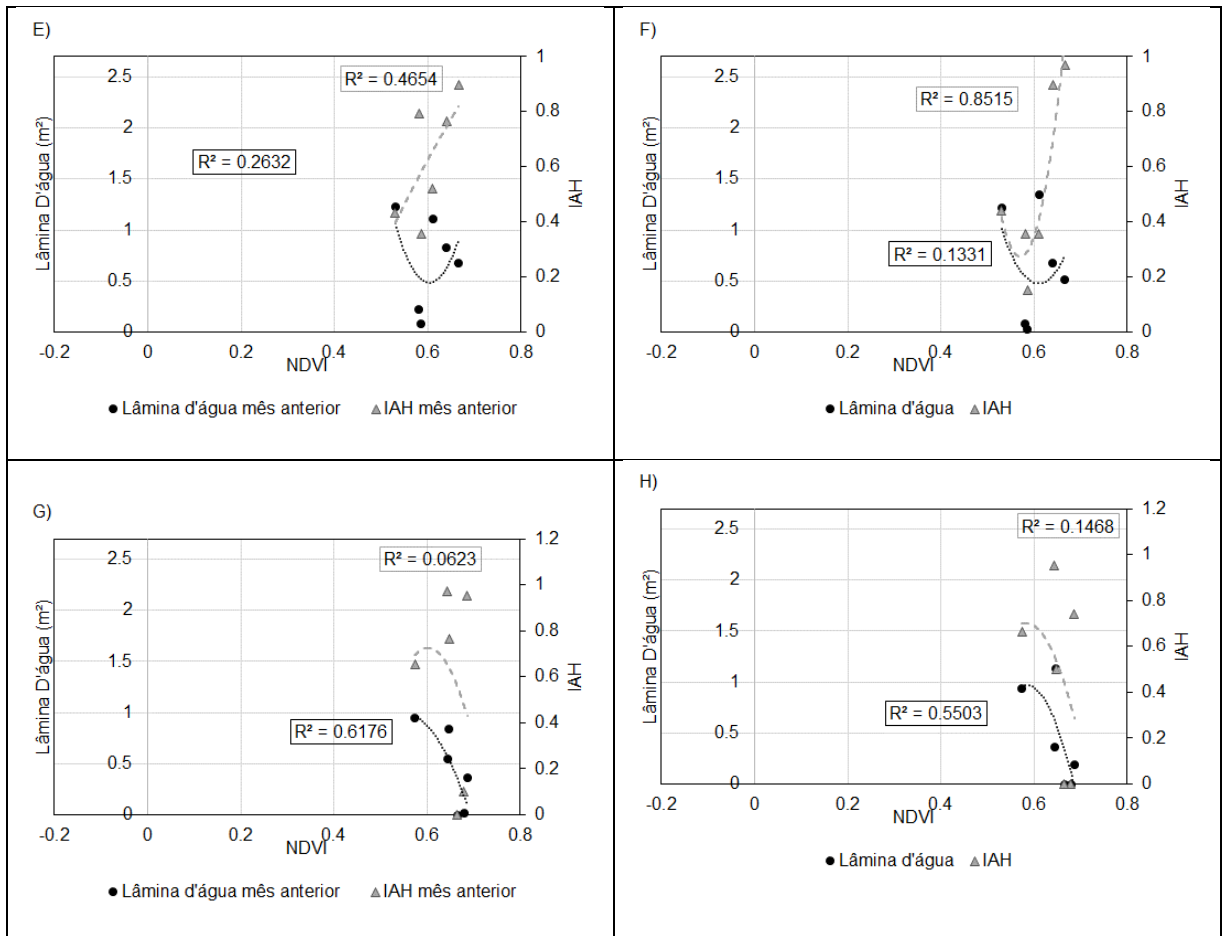 E)
R² = 0.4654
R² = 0.2632
Lâmina D'água (m²)
2.5
2
1.5
1
0.5
0
1
0.8
0.6
0.4
0.2
0
IAH
-0.2 0 0.2 0.4 0.6 0.8
NDVI
Lâmina d'água mês anterior IAH mês anterior
F)
R² = 0.8515
R² = 0.1331
Lâmina D'água (m²)
2.5
2
1.5
1
0.5
0
1
0.8
0.6
0.4
0.2
0
IAH
-0.2 0 0.2 0.4 0.6 0.8
NDVI
Lâmina d'água IAH
G)
R² = 0.0623
R² = 0.6176
Lâmina D'água (m²)
2.5
2
1.5
1
0.5
0
1.2
1
0.8
0.6
0.4
0.2
0
IAH
-0.2 0 0.2 0.4 0.6 0.8
NDVI
Lâmina d'água mês anterior IAH mês anterior
H)
R² = 0.1468
R² = 0.5503
Lâmina D'água (m²)
2.5
2
1.5
1
0.5
0
1.2
1
0.8
0.6
0.4
0.2
0
IAH
-0.2 0 0.2 0.4 0.6 0.8
NDVI
Lâmina d'água IAH